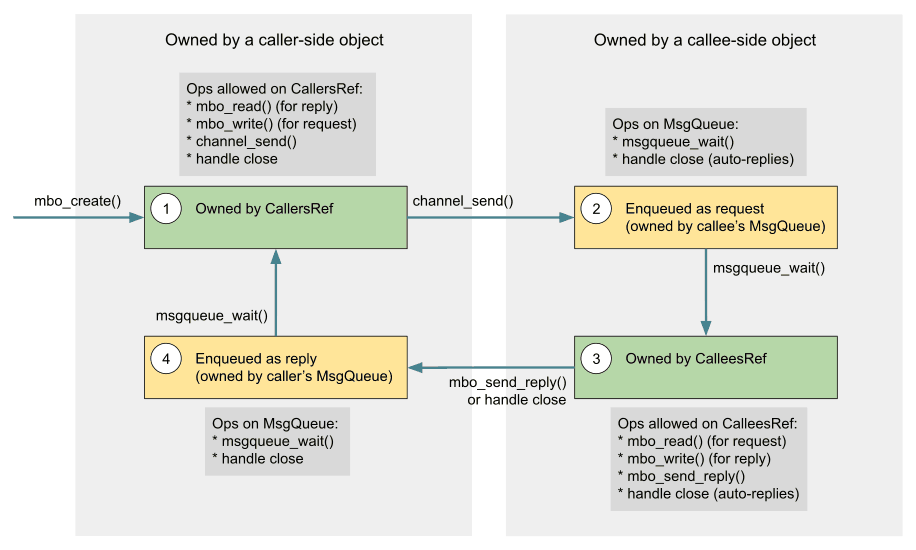 Owned by a caller-side object
Owned by a callee-side object
Ops allowed on CallersRef:
* mbo_read() (for reply)
* mbo_write() (for request)
* channel_send()
* handle close
Ops on MsgQueue:
* msgqueue_wait()
* handle close (auto-replies)
mbo_create()
1
Owned by CallersRef
channel_send()
2
Enqueued as request
(owned by callee's MsgQueue)
msgqueue_wait()
msgqueue_wait()
4
Enqueued as reply
(owned by caller's MsgQueue)
mbo_send_reply()
or handle close
3
Owned by CalleesRef
Ops on MsgQueue:
* msgqueue_wait()
* handle close
Ops allowed on CalleesRef:
* mbo_read() (for request)
* mbo_write() (for reply)
* mbo_send_reply()
* handle close (auto-replies)